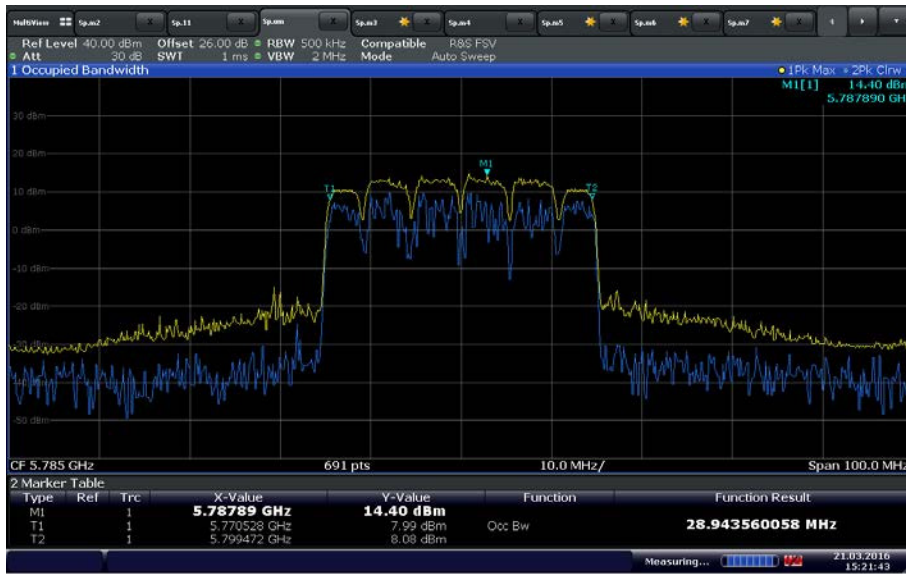 MultiView Sp.m2 x Sp.11 x Sp.um x Sp.m3 x Sp.m4 x Sp.m5 x Sp.m6 x Sp.m7 x
Ref Level 40.00 dBm Offset 26.00 dB RBW 500 kHz Compatible R&S FSV
Att 30 dB SWT 1 ms VBW 2 MHz Mode Auto Sweep
1 Occupied Bandwidth 1Pk Max 2Pk Clrw
M1[1] 14.40 dBm
5.787890 GH
30 dBm
20 dBm
M1
T1 T2
10 dBm
0 dBm
-10 dBm
-20 dBm
-50 dBm
CF 5.785 GHz 691 pts 10.0 MHz/ Span 100.0 MHz
2 Marker Table
Type Ref Trc X-Value Y-Value Function Function Result
M1 1 5.78789 GHz 14.40 dBm
T1 1 5.770528 GHz 7.99 dBm Occ Bw 28.943560058 MHz
T2 1 5.799472 GHz 8.08 dBm
Measuring... 21.03.2016
15:21:43